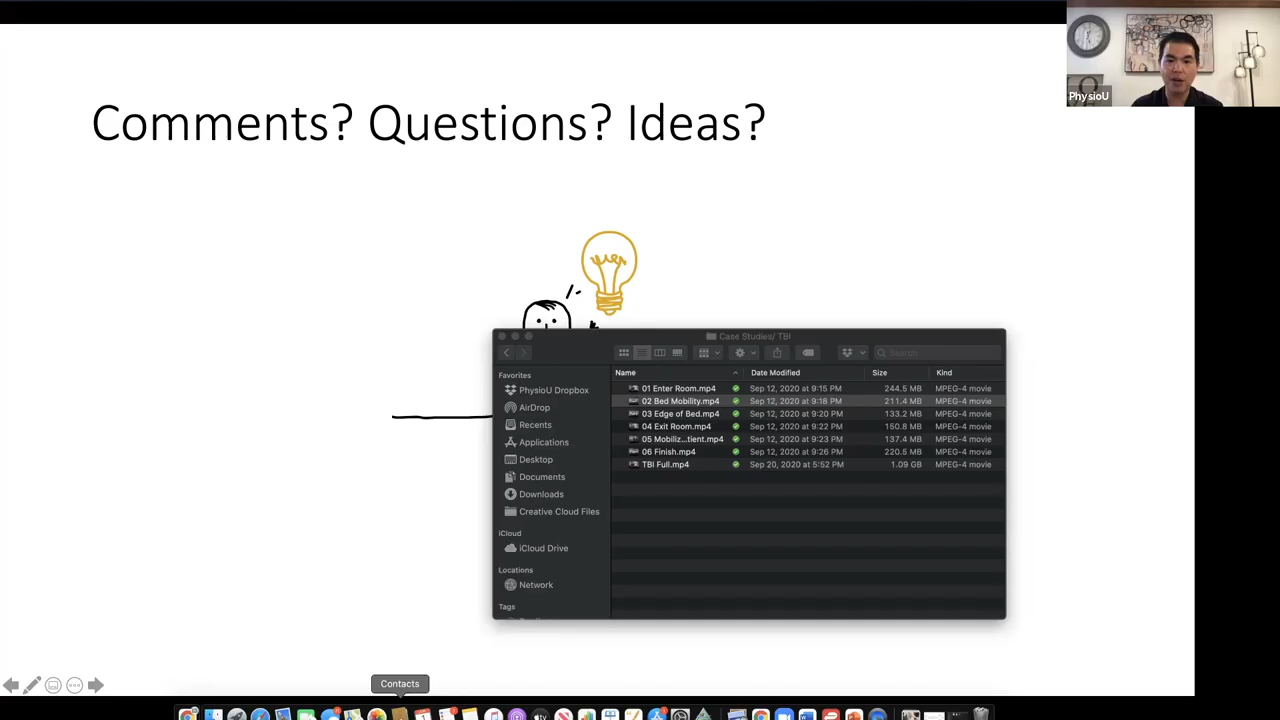 PhysioU
Comments? Questions? Ideas?
Case Studies/ TBI
Search
Favorites
PhysioU Dropbox
AirDrop
Recents
Applications
Desktop
Documents
Downloads
Creative Cloud Files
iCloud
iCloud Drive
Locations
Network
Tags
Name Date Modified Size Kind
01 Enter Room.mp4 Sep 12, 2020 at 9:15 PM 244.5 MB MPEG-4 movie
02 Bed Mobility.mp4 Sep 12, 2020 at 9:18 PM 211.4 MB MPEG-4 movie
03 Edge of Bed.mp4 Sep 12, 2020 at 9:20 PM 133.2 MB MPEG-4 movie
04 Exit Room.mp4 Sep 12, 2020 at 9:22 PM 150.8 MB MPEG-4 movie
05 Mobiliz...tient.mp4 Sep 12, 2020 at 9:23 PM 137.4 MB MPEG-4 movie
06 Finish.mp4 Sep 12, 2020 at 9:26 PM 220.5 MB MPEG-4 movie
TBI Full.mp4 Sep 20, 2020 at 5:52 PM 1.09 GB MPEG-4 movie
Contacts